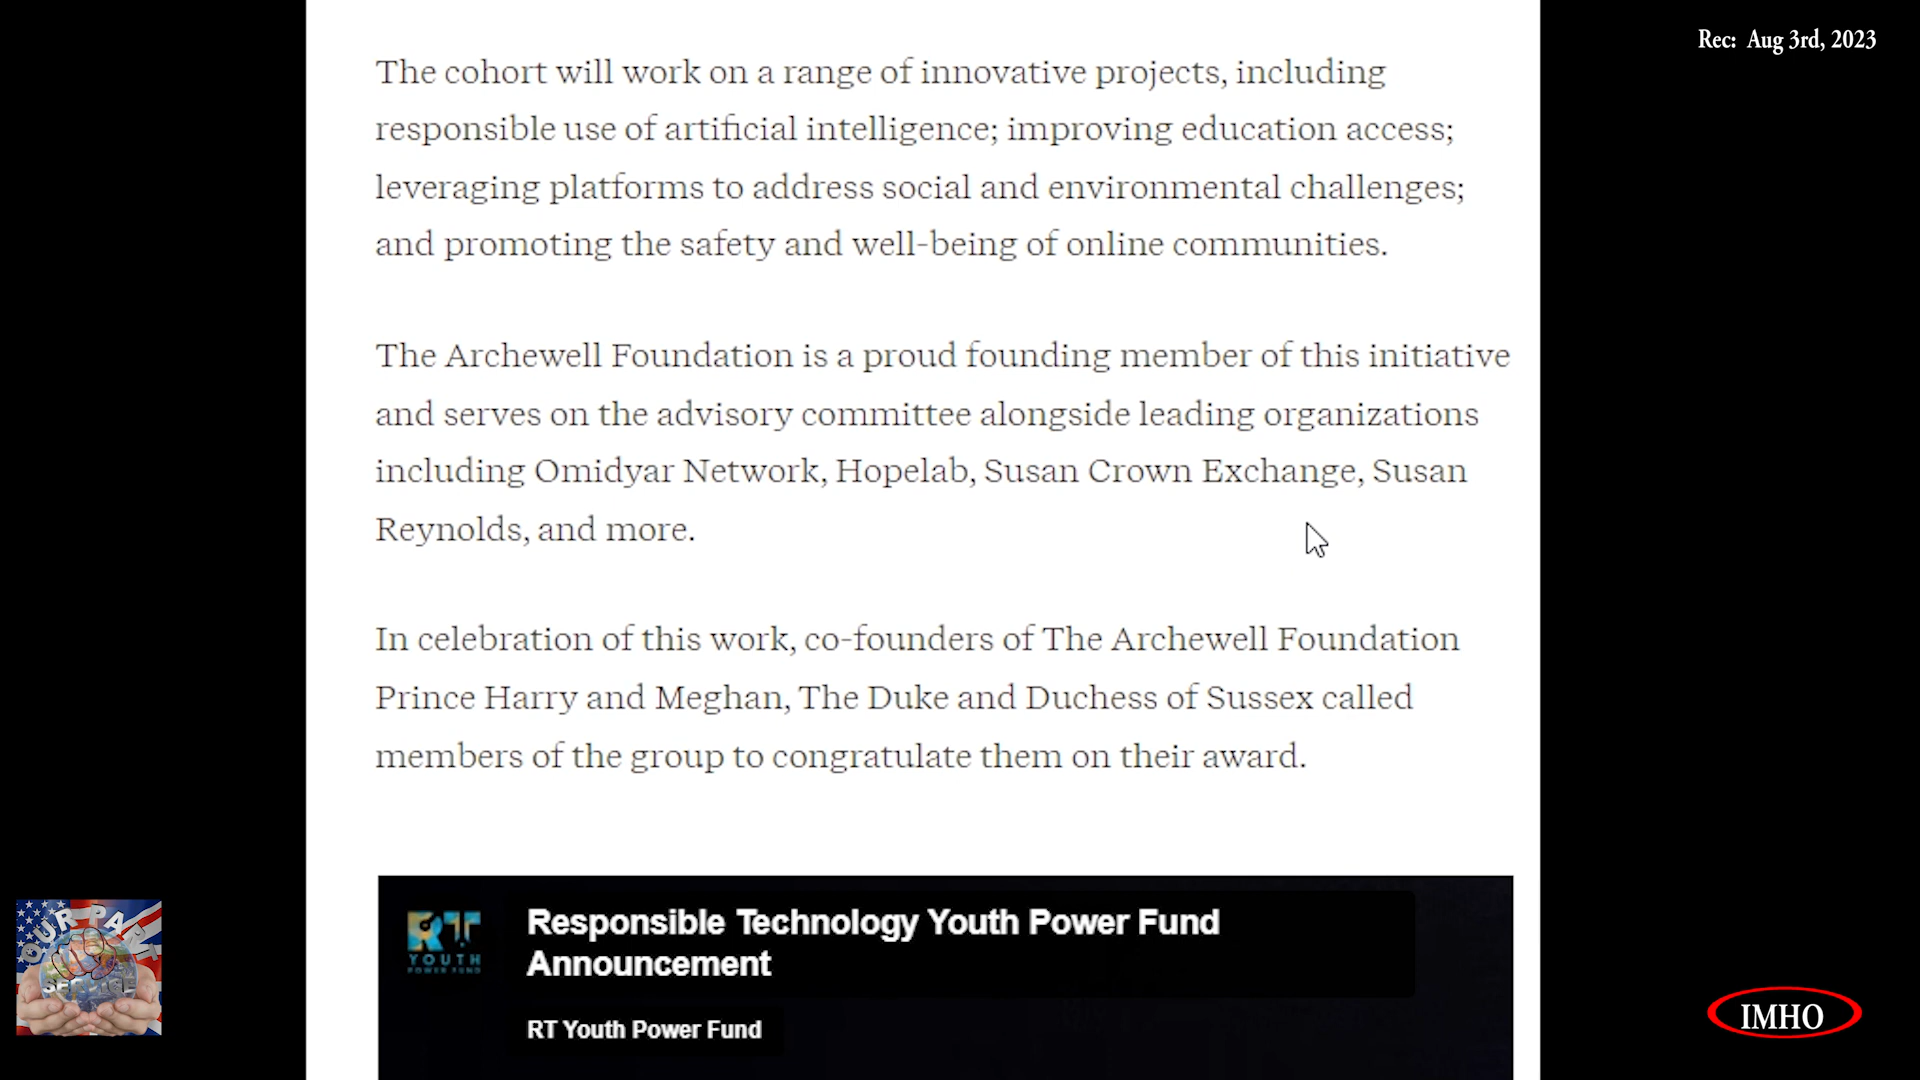 Rec: Aug 3rd, 2023
The cohort will work on a range of innovative projects, including
responsible use of artificial intelligence; improving education access;
leveraging platforms to address social and environmental challenges;
and promoting the safety and well-being of online communities.
The Archewell Foundation is a proud founding member of this initiative
and serves on the advisory committee alongside leading organizations
including Omidyar Network, Hopelab, Susan Crown Exchange, Susan
Reynolds, and more.
In celebration of this work, co-founders of The Archewell Foundation
Prince Harry and Meghan, The Duke and Duchess of Sussex called
members of the group to congratulate them on their award.
RT
YOUTH
POWER FUND
Responsible Technology Youth Power Fund
Announcement
RT Youth Power Fund
OUR PART
SERVICE
IMHO